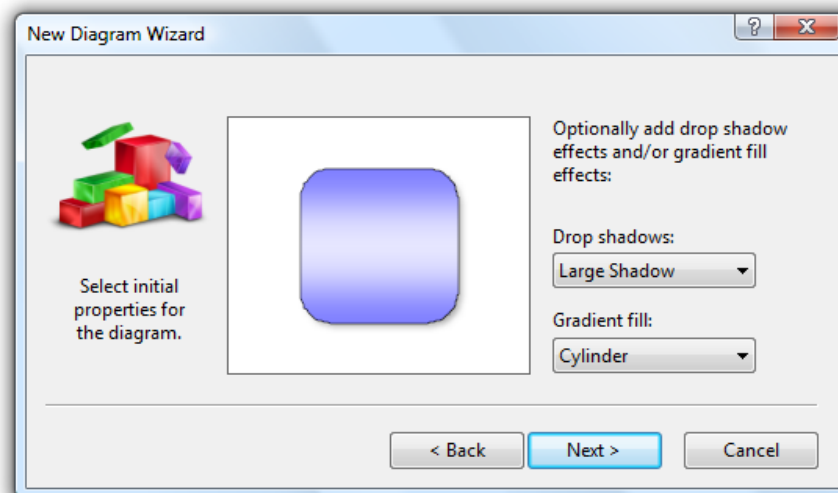 New Diagram Wizard
?
Optionally add drop shadow
effects and/or gradient fill
effects:
Drop shadows:
Large Shadow
Select initial
properties for
the diagram.
Gradient fill:
Cylinder
< Back
Next >
Cancel